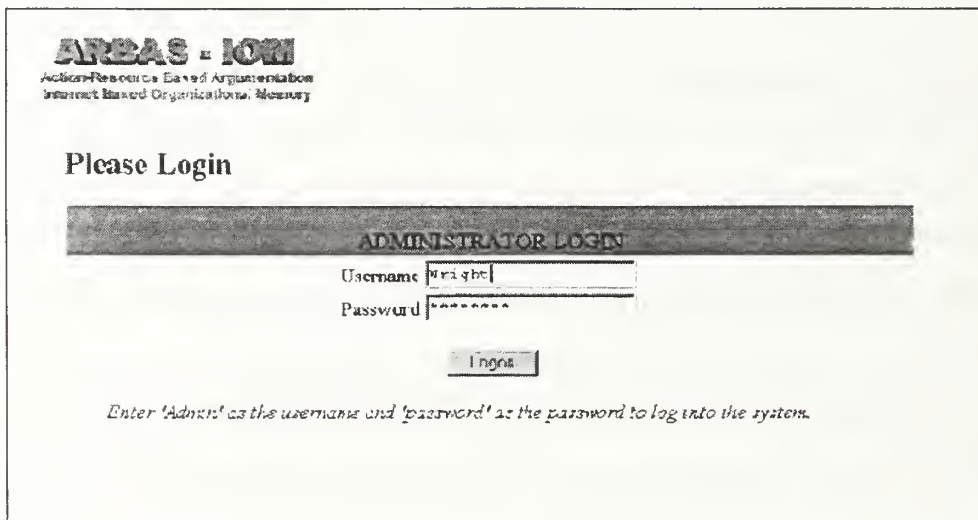 ARBAS - IOM
Action-Resource Based Argumentation
Internet Based Organizational Memory
Please Login
ADMINISTRATOR LOGIN
Username Wright
Password ********
Logon
Enter 'Admin' as the username and 'password' as the password to log into the system.